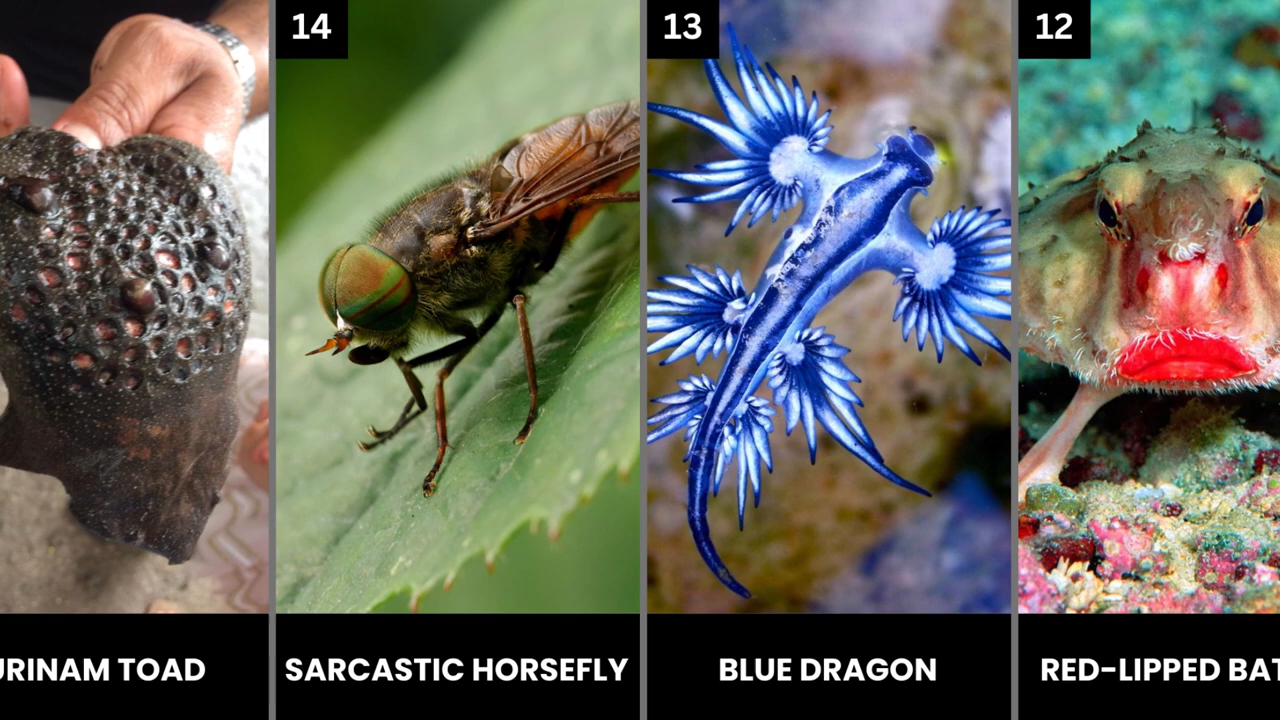 14
13
12
URINAM TOAD
SARCASTIC HORSEFLY
BLUE DRAGON
RED-LIPPED BAT